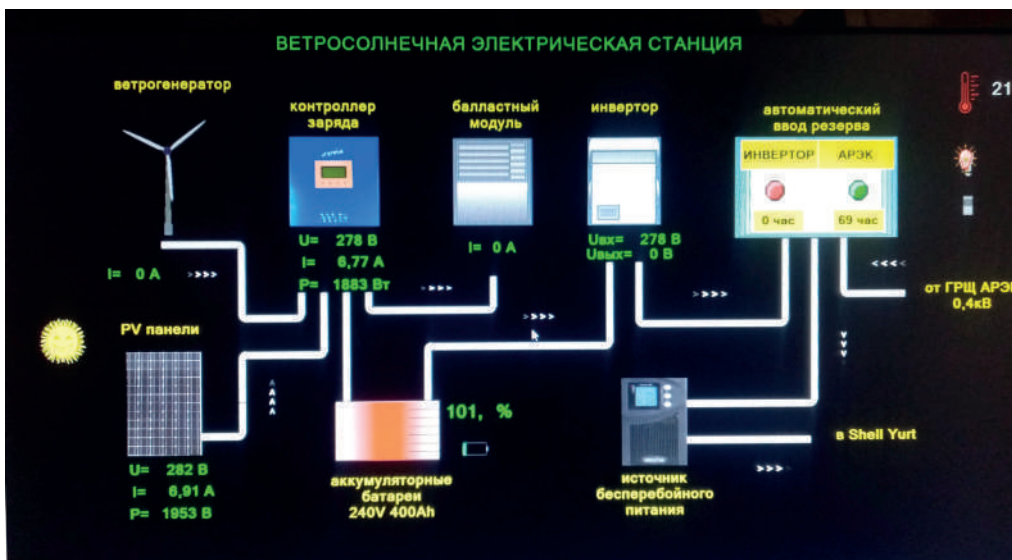 ВЕТРОСОЛНЕЧНАЯ ЭЛЕКТРИЧЕСКАЯ СТАНЦИЯ
ветрогенератор
контроллер
заряда
балластный
модуль
инвертор
автоматический
ввод резерва
21
ИНВЕРТОР АРЭК
0 час 69 час
U= 278 В
I= 6,77 А
P= 1883 Вт
I= 0 А
Uвх= 278 В
Uвых= 0 В
I= 0 А
>>>>
>>>>
>>>>
>>>>
<<<<
от ГРЩ АРЭК
0,4кВ
PV панели
U= 282 В
I= 6,91 А
P= 1953 В
101, %
аккумуляторные
батареи
240V 400Ah
источник
бесперебойного
питания
в Shell Yurt
>>>>